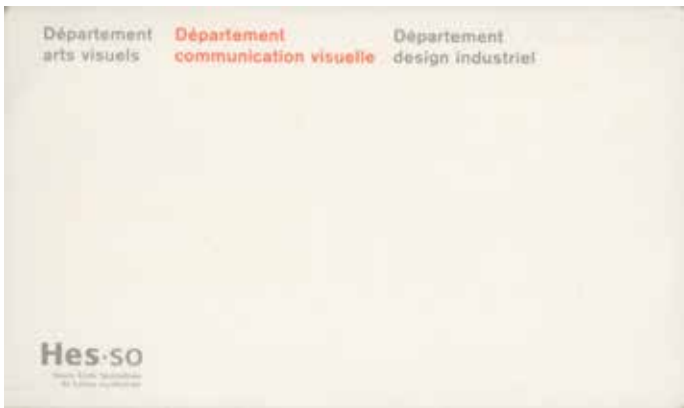 Département
arts visuels
Département
communication visuelle
Département
design industriel
Hes·so